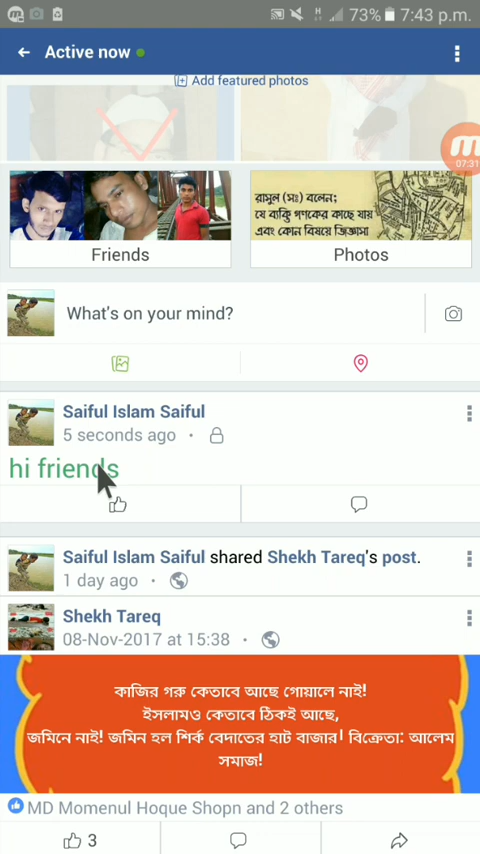 73% 7:43 p.m.
Active now
Add featured photos
07:31
রাসুল (সঃ) বলেন;
যে ব্যক্তি গণকের কাছে যায়
এবং কোন বিষয়ে জিজ্ঞাসা
Friends
Photos
What's on your mind?
Saiful Islam Saiful
5 seconds ago
hi friends
Saiful Islam Saiful shared Shekh Tareq's post.
1 day ago
Shekh Tareq
08-Nov-2017 at 15:38
কাজির গরু কেতাবে আছে গোয়ালে নাই!
ইসলামও কেতাবে ঠিকই আছে,
জমিনে নাই! জমিন হল শির্ক বেদাতের হাট বাজার। বিক্রেতা: আলেম
সমাজ!
MD Momenul Hoque Shopn and 2 others
3